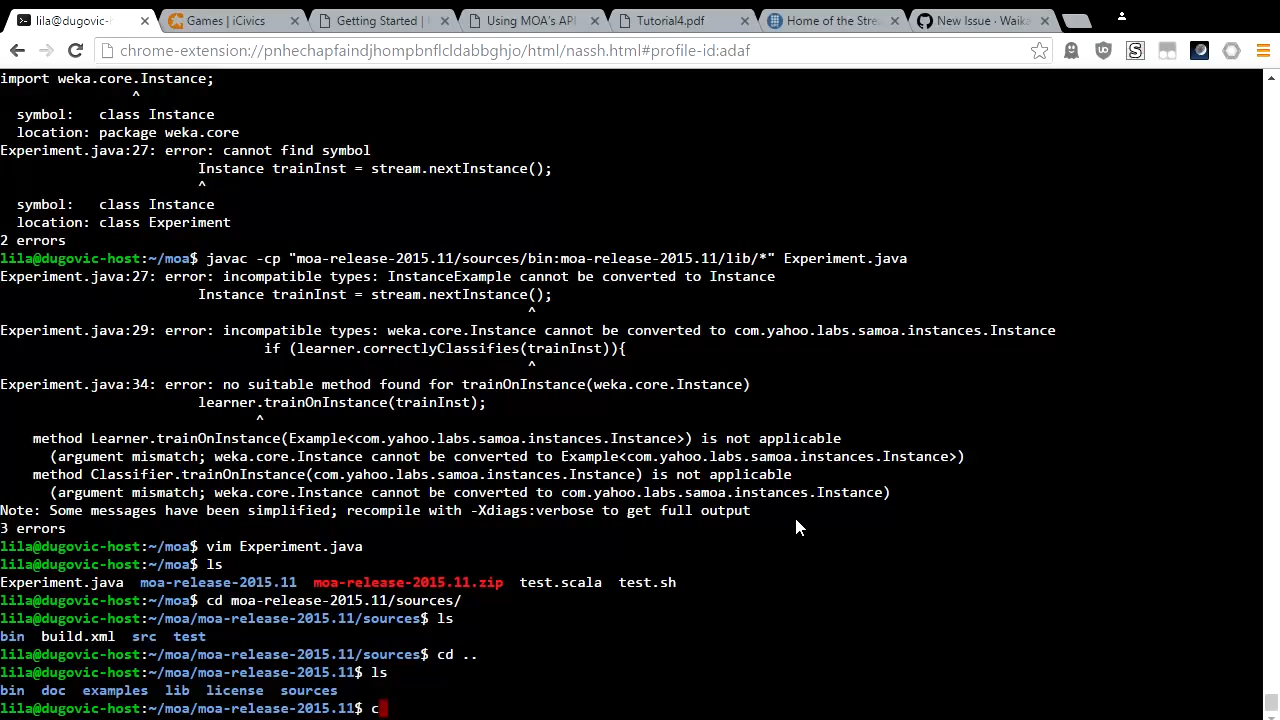 lila@dugovic-h
Games | iCivics
Getting Started |
Using MOA's API
Tutorial4.pdf
Home of the Stre
New Issue · Waika
chrome-extension://pnhechapfaindjhompbnflcldabbghjo/html/nassh.html#profile-id:adaf
import weka.core.Instance;
^
symbol:   class Instance
location: package weka.core
Experiment.java:27: error: cannot find symbol
Instance trainInst = stream.nextInstance();
^
symbol:   class Instance
location: class Experiment
2 errors
lila@dugovic-host:~/moa$ javac -cp "moa-release-2015.11/sources/bin:moa-release-2015.11/lib/*" Experiment.java
Experiment.java:27: error: incompatible types: InstanceExample cannot be converted to Instance
Instance trainInst = stream.nextInstance();
^
Experiment.java:29: error: incompatible types: weka.core.Instance cannot be converted to com.yahoo.labs.samoa.instances.Instance
if (learner.correctlyClassifies(trainInst)){
^
Experiment.java:34: error: no suitable method found for trainOnInstance(weka.core.Instance)
learner.trainOnInstance(trainInst);
^
method Learner.trainOnInstance(Example<com.yahoo.labs.samoa.instances.Instance>) is not applicable
(argument mismatch; weka.core.Instance cannot be converted to Example<com.yahoo.labs.samoa.instances.Instance>)
method Classifier.trainOnInstance(com.yahoo.labs.samoa.instances.Instance) is not applicable
(argument mismatch; weka.core.Instance cannot be converted to com.yahoo.labs.samoa.instances.Instance)
Note: Some messages have been simplified; recompile with -Xdiags:verbose to get full output
3 errors
lila@dugovic-host:~/moa$ vim Experiment.java
lila@dugovic-host:~/moa$ ls
Experiment.java  moa-release-2015.11  moa-release-2015.11.zip  test.scala  test.sh
lila@dugovic-host:~/moa$ cd moa-release-2015.11/sources/
lila@dugovic-host:~/moa/moa-release-2015.11/sources$ ls
bin  build.xml  src  test
lila@dugovic-host:~/moa/moa-release-2015.11/sources$ cd ..
lila@dugovic-host:~/moa/moa-release-2015.11$ ls
bin  doc  examples  lib  license  sources
lila@dugovic-host:~/moa/moa-release-2015.11$ c